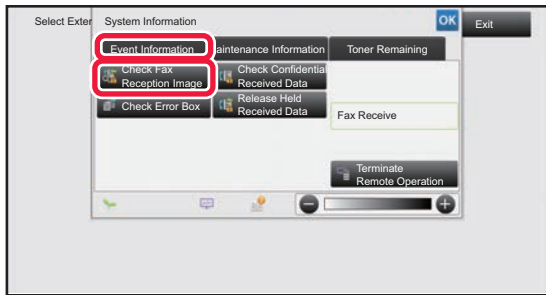 Select Exter
System Information
OK
Exit
Event Information
aintenance Information
Toner Remaining
Check Fax
Reception Image
Check Confidential
Received Data
Check Error Box
Release Held
Received Data
Fax Receive
Terminate
Remote Operation